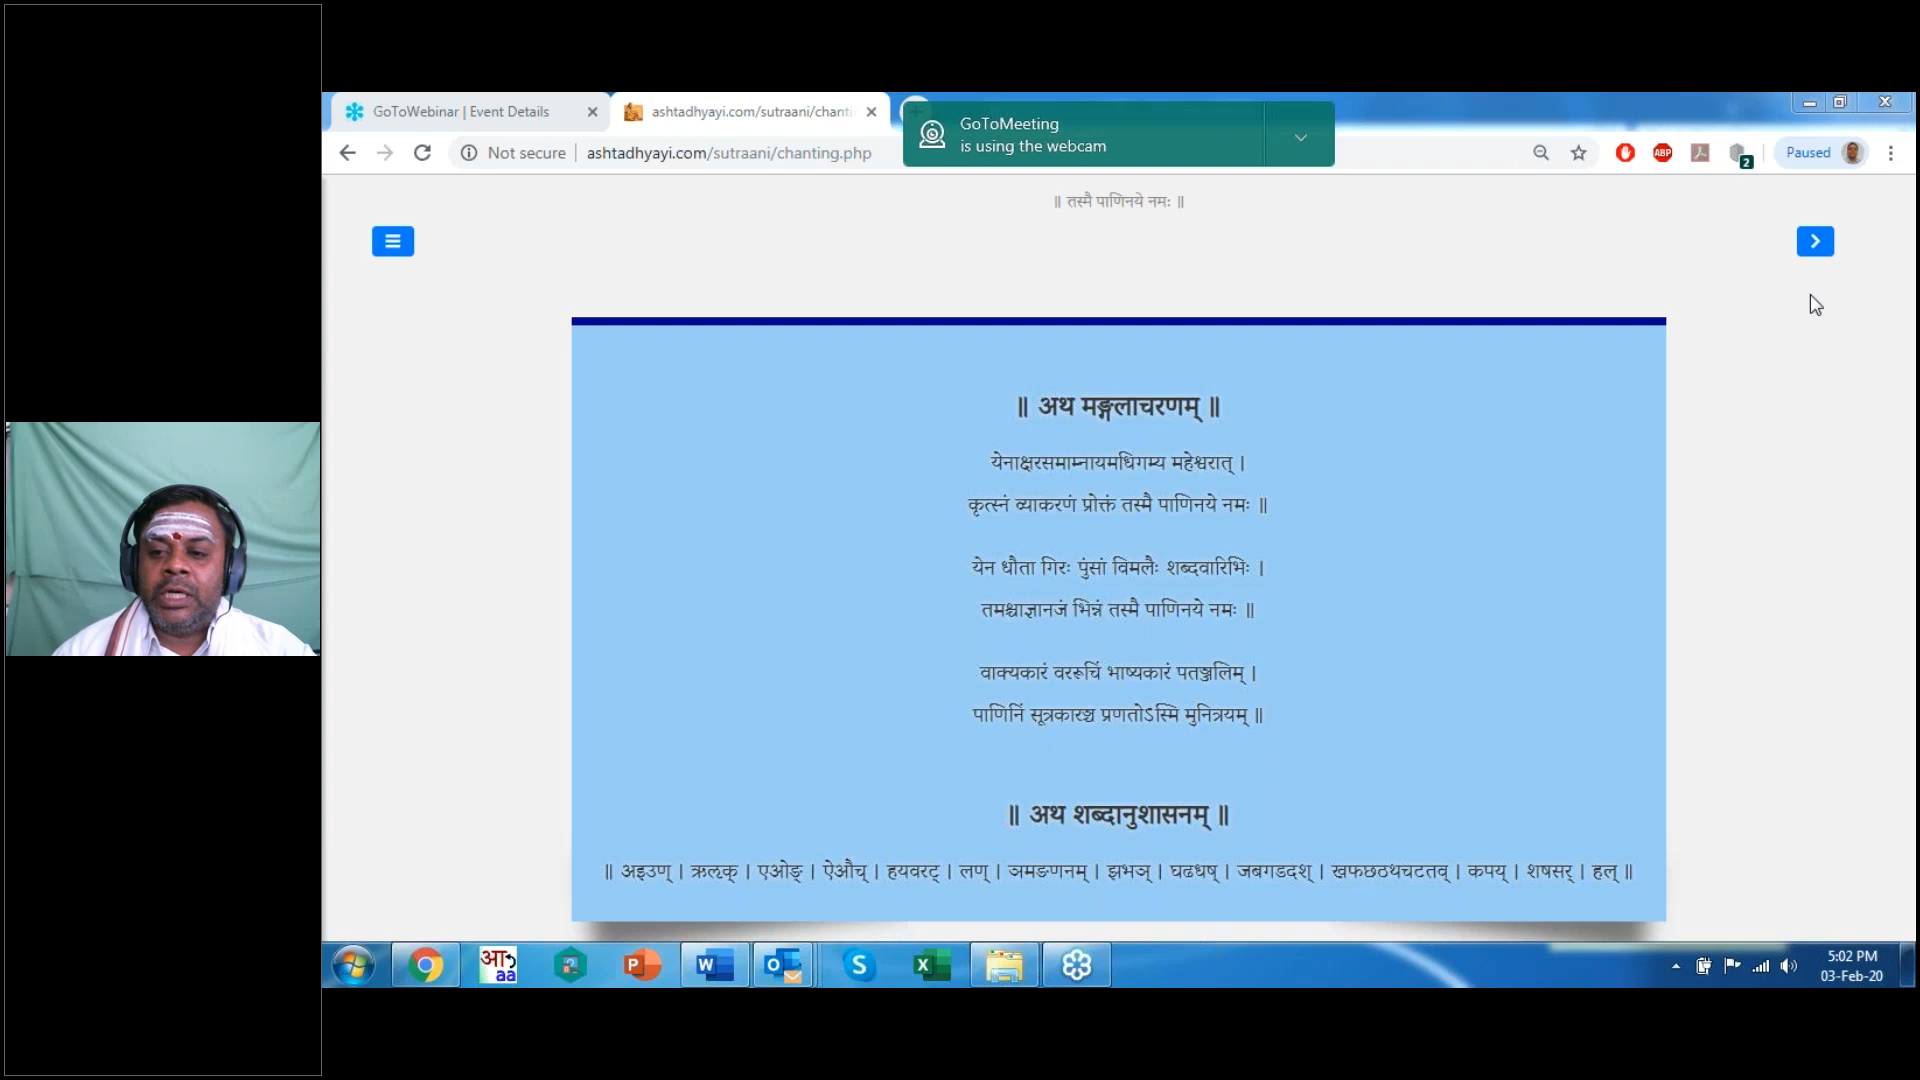 GoToWebinar | Event Details
ashtadhyayi.com/sutraani/chanti
GoToMeeting
is using the webcam
Not secure
ashtadhyayi.com/sutraani/chanting.php
ABP
2
Paused
॥ तस्मै पाणिनये नमः ॥
॥ अथ मङ्गलाचरणम् ॥
येनाक्षरसमाम्नायमधिगम्य महेश्वरात् ।
कृत्स्नं व्याकरणं प्रोक्तं तस्मै पाणिनये नमः ॥
येन धौता गिरः पुंसां विमलैः शब्दवारिभिः ।
तमश्चाज्ञानजं भिन्नं तस्मै पाणिनये नमः ॥
वाक्यकारं वररूचिं भाष्यकारं पतञ्जलिम् ।
पाणिनिं सूत्रकारञ्च प्रणतोऽस्मि मुनित्रयम् ॥
॥ अथ शब्दानुशासनम् ॥
॥ अइउण् । ऋऌक् । एओङ् । ऐऔच् । हयवरट् । लण् । ञमङणनम् । झभञ् । घढधष् । जबगडदश् । खफछठथचटतव् । कपय् । शषसर् । हल् ॥
आ
aa
P
W
O
S
X
5:02 PM
03-Feb-20